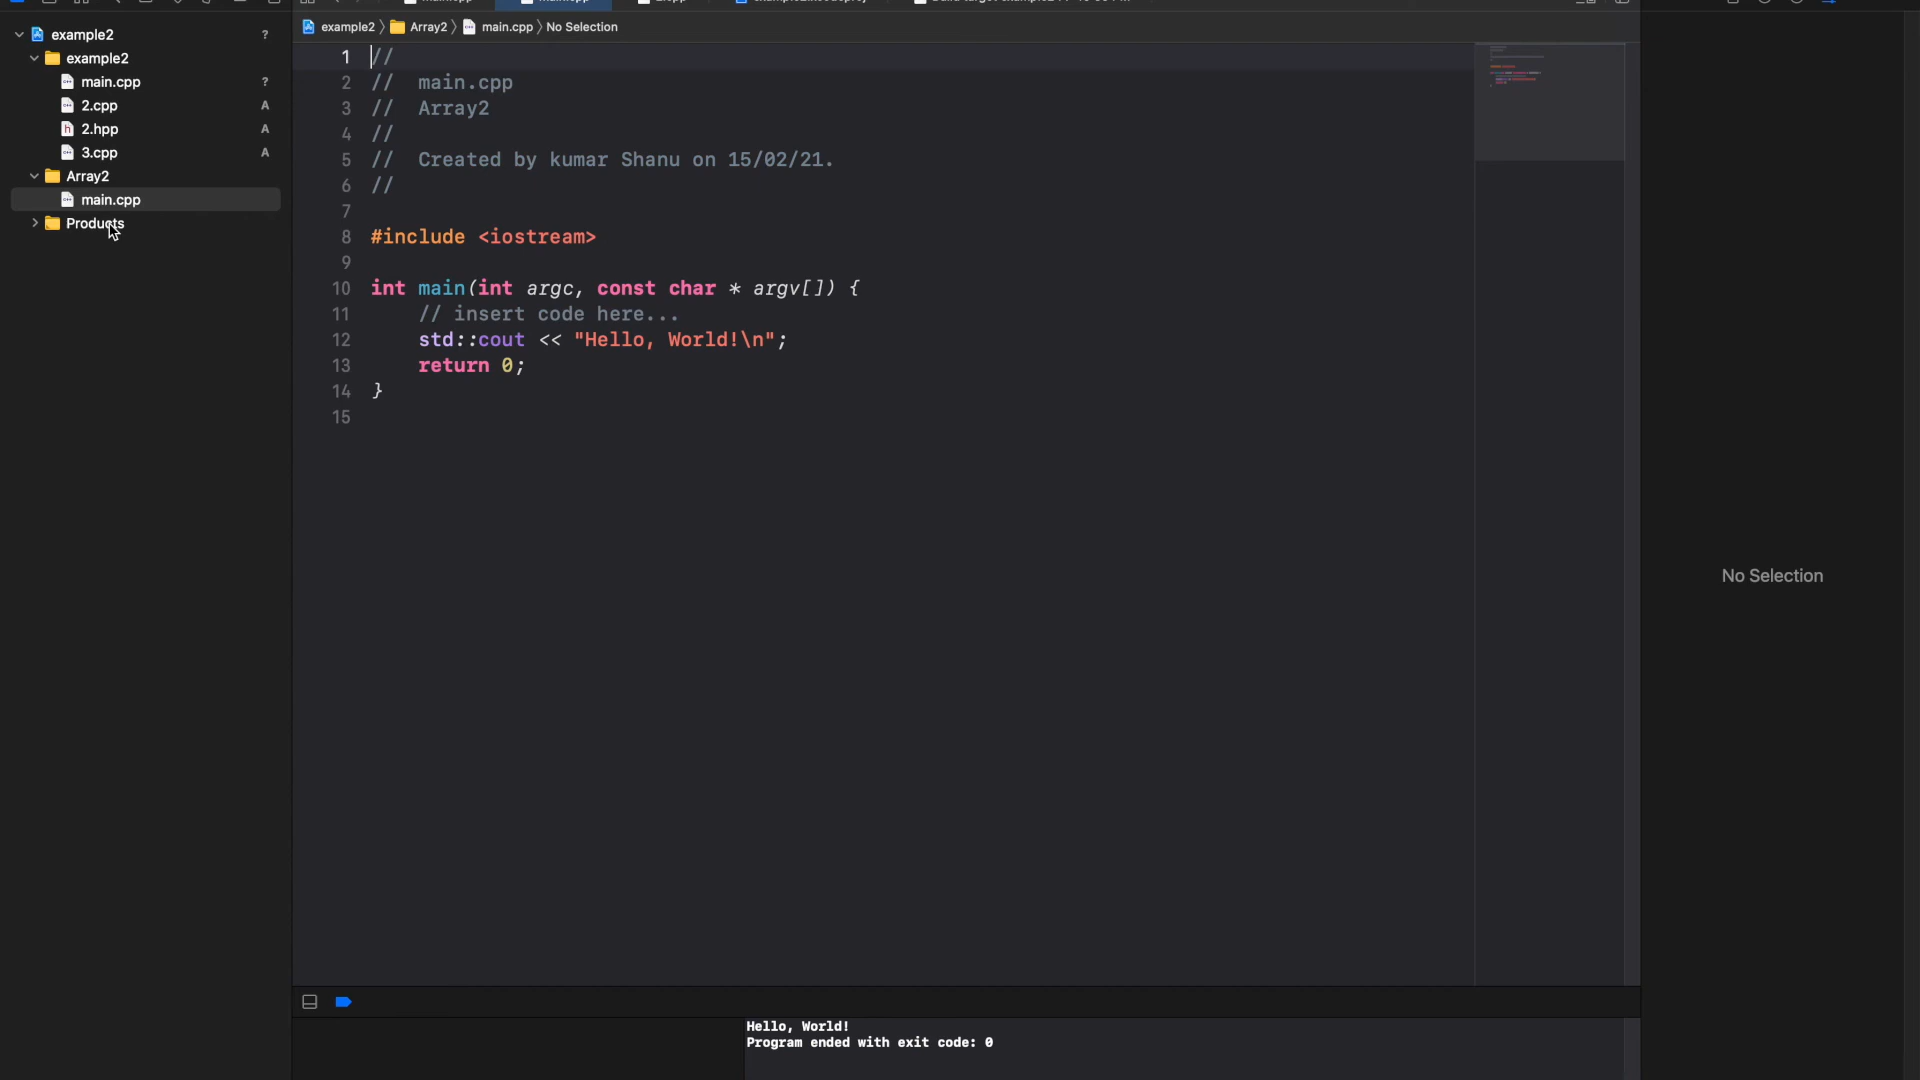 example2 ?
example2
main.cpp ?
2.cpp A
2.hpp A
3.cpp A
Array2
main.cpp
Products
example2 〉 Array2 〉 main.cpp 〉 No Selection
1 //
2 //  main.cpp
3 //  Array2
4 //
5 //  Created by kumar Shanu on 15/02/21.
6 //
7
8 #include <iostream>
9
10 int main(int argc, const char * argv[]) {
11     // insert code here...
12     std::cout << "Hello, World!\n";
13     return 0;
14 }
15
No Selection
Hello, World!
Program ended with exit code: 0